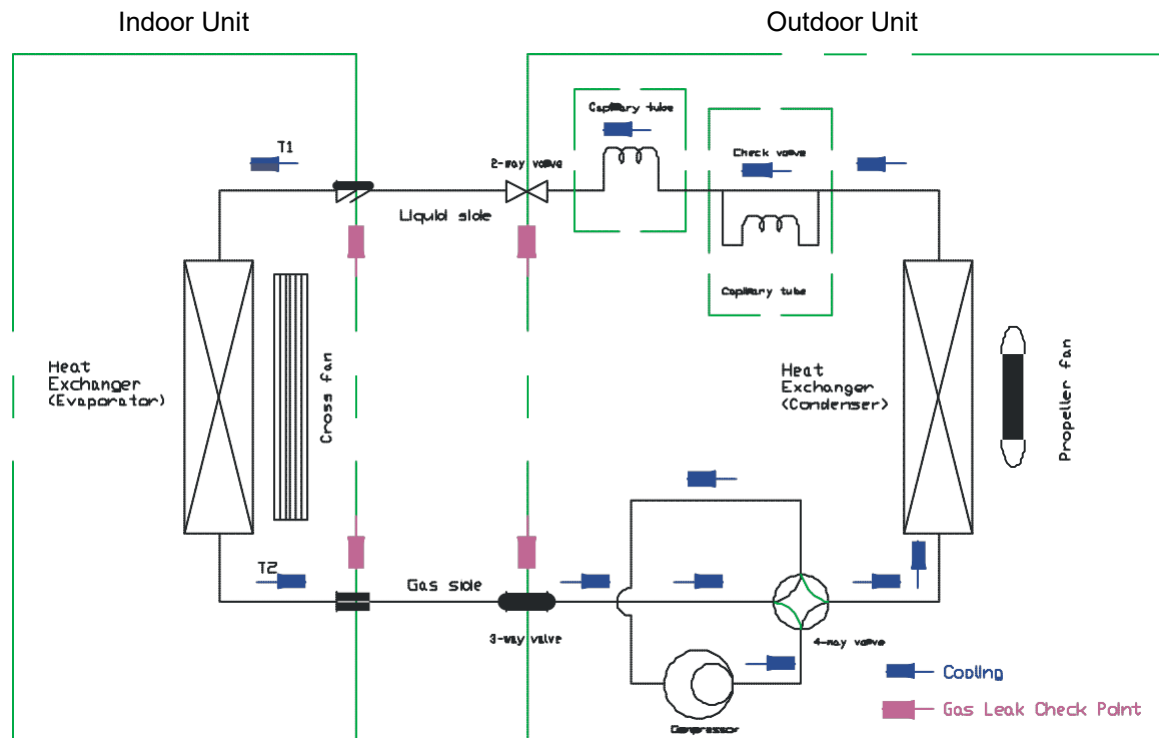 Indoor Unit
Outdoor Unit
Capillary tube
T1
2-way valve
Check valve
Liquid side
Capillary tube
Heat
Exchanger
(Evaporator)
Cross fan
Heat
Exchanger
(Condenser)
Propeller fan
T2
Gas side
3-way valve
4-way valve
Cooling
Gas Leak Check Point
Compressor